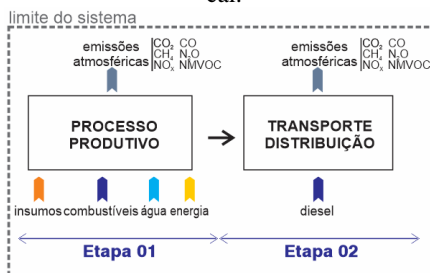 cal.
limite do sistema
emissões atmosféricas
CO₂ CO
CH₄ N₂O
NOₓ NMVOC
emissões atmosféricas
CO₂ CO
CH₄ N₂O
NOₓ NMVOC
PROCESSO
PRODUTIVO
TRANSPORTE
DISTRIBUIÇÃO
insumos combustíveis água energia
diesel
Etapa 01
Etapa 02